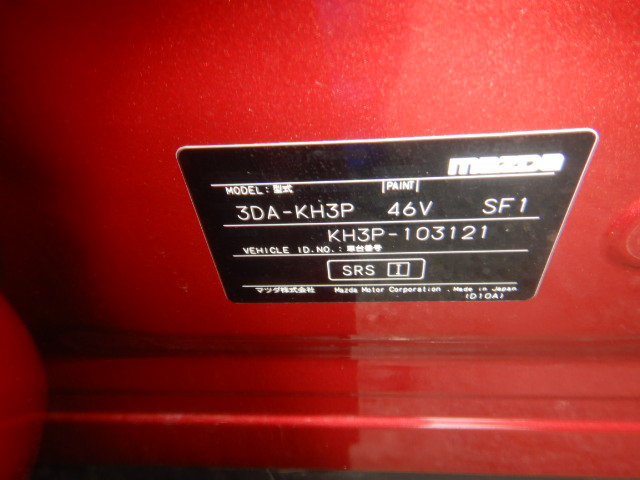 mazda
MODEL: 型式 PAINT
3DA-KH3P 46V SF1
KH3P-103121
VEHICLE ID.NO.: 車台番号
SRS I
マツダ株式会社 Mazda Motor Corporation . Made in Japan
(D10A)